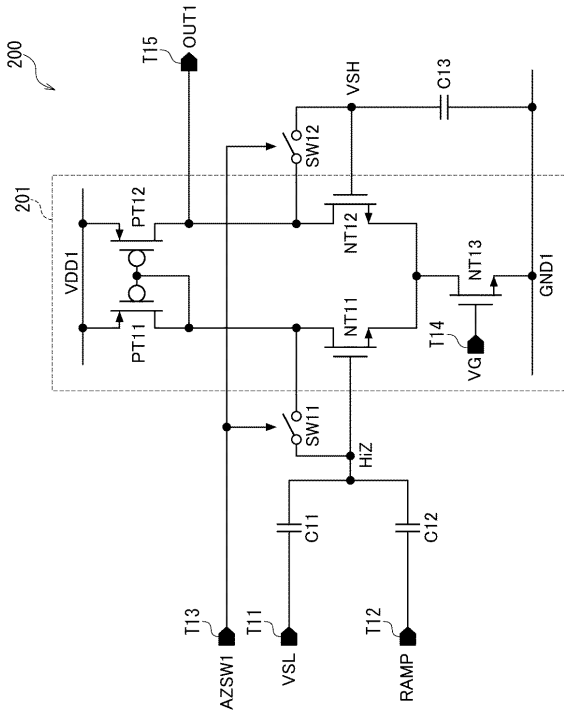 200
T15
OUT1
201
VDD1
PT11
PT12
T13
AZSW1
SW11
SW12
VSH
C13
T11
VSL
C11
HiZ
NT11
NT12
T12
RAMP
C12
T14
VG
NT13
GND1